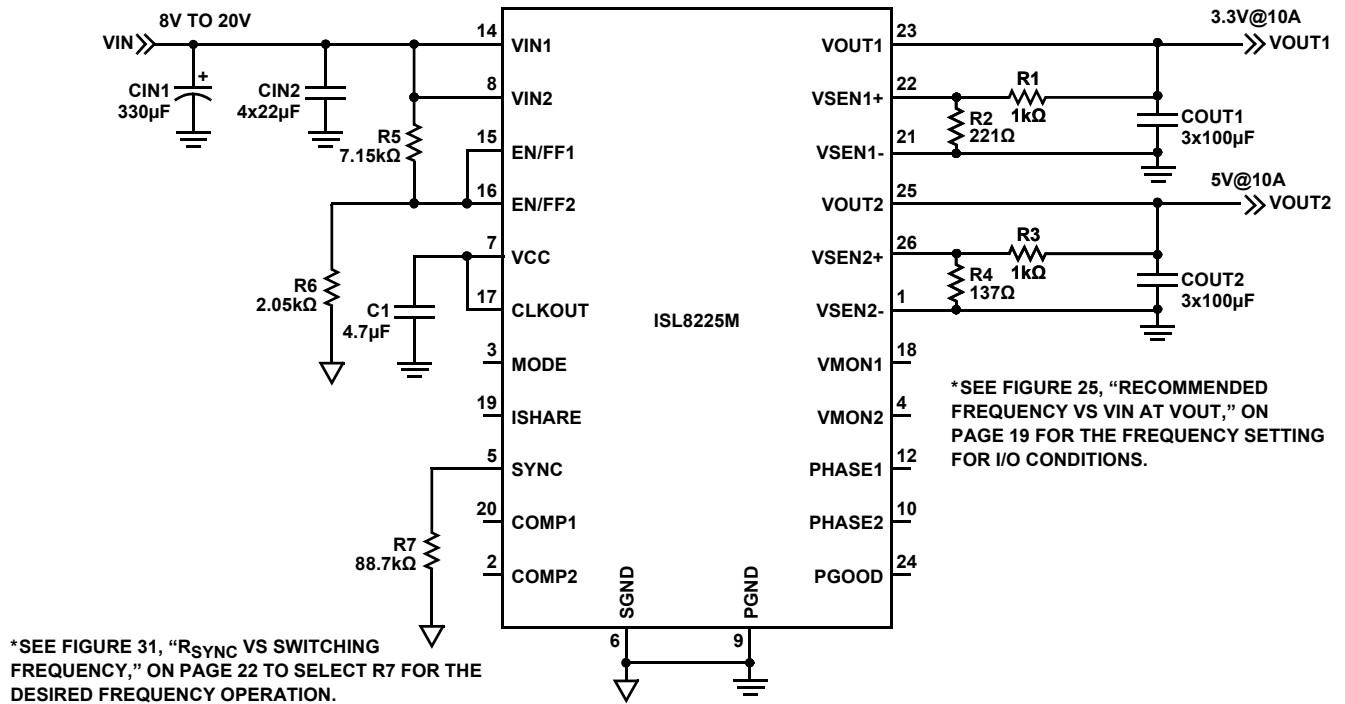 8V TO 20V
VIN
CIN1
330µF
+
CIN2
4x22µF
R5
7.15kΩ
R6
2.05kΩ
C1
4.7µF
R7
88.7kΩ
14
VIN1
8
VIN2
15
EN/FF1
16
EN/FF2
7
VCC
17
CLKOUT
3
MODE
19
ISHARE
5
SYNC
20
COMP1
2
COMP2
ISL8225M
SGND
6
PGND
9
VOUT1
23
VSEN1+
22
VSEN1-
21
VOUT2
25
VSEN2+
26
VSEN2-
1
VMON1
18
VMON2
4
PHASE1
12
PHASE2
10
PGOOD
24
3.3V@10A
VOUT1
R1
1kΩ
R2
221Ω
COUT1
3x100µF
5V@10A
VOUT2
R3
1kΩ
R4
137Ω
COUT2
3x100µF
*SEE FIGURE 25, “RECOMMENDED
FREQUENCY VS VIN AT VOUT,” ON
PAGE 19 FOR THE FREQUENCY SETTING
FOR I/O CONDITIONS.
*SEE FIGURE 31, “RSYNC VS SWITCHING
FREQUENCY,” ON PAGE 22 TO SELECT R7 FOR THE
DESIRED FREQUENCY OPERATION.